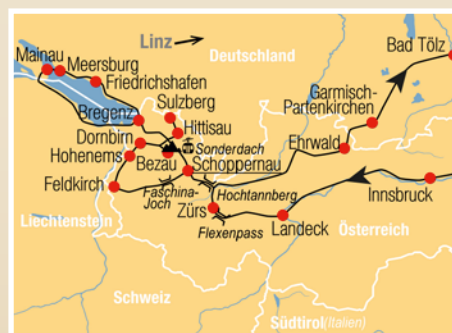 Linz
Deutschland
Bad Tölz
Mainau
Meersburg
Friedrichshafen
Garmisch-
Partenkirchen
Sulzberg
Bregenz
Hittisau
Dornbirn
Sonderdach
Ehrwald
Hohenems
Bezau
Schoppernau
Feldkirch
Faschina-
Joch
Hochtannberg
Innsbruck
Zürs
Liechtenstein
Landeck
Österreich
Flexenpass
Schweiz
Südtirol (Italien)